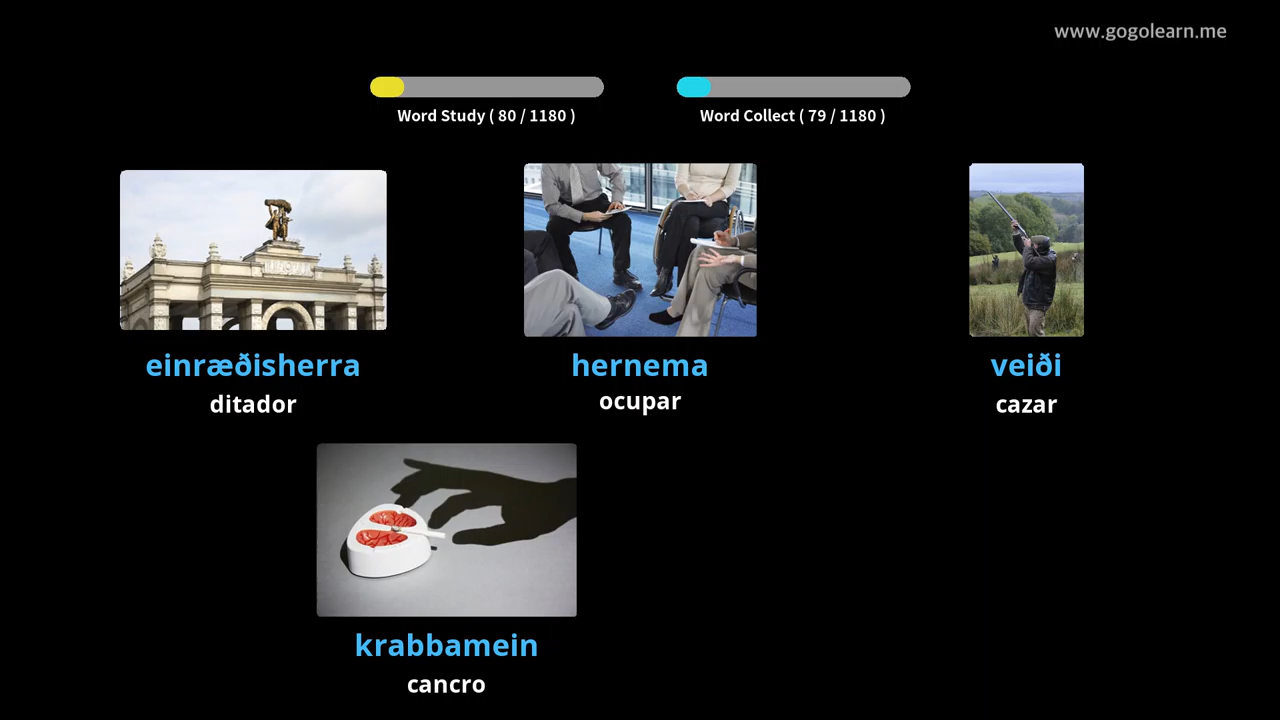 www.gogolearn.me
Word Study ( 80 / 1180 )
Word Collect ( 79 / 1180 )
einræðisherra
hernema
veiði
ditador
ocupar
cazar
krabbamein
cancro